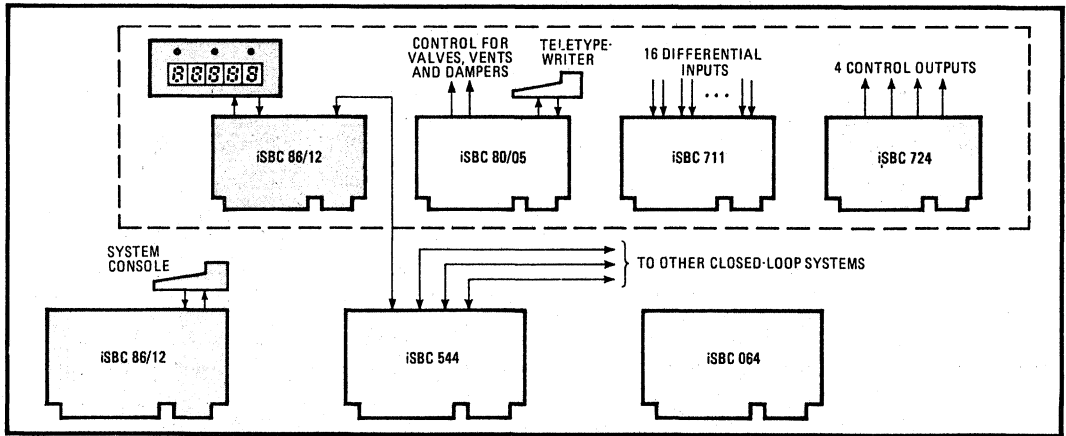 CONTROL FOR
VALVES, VENTS
AND DAMPERS
TELETYPE-
WRITER
16 DIFFERENTIAL
INPUTS
4 CONTROL OUTPUTS
88888
iSBC 86/12
iSBC 80/05
iSBC 711
iSBC 724
SYSTEM
CONSOLE
TO OTHER CLOSED-LOOP SYSTEMS
iSBC 86/12
iSBC 544
iSBC 064